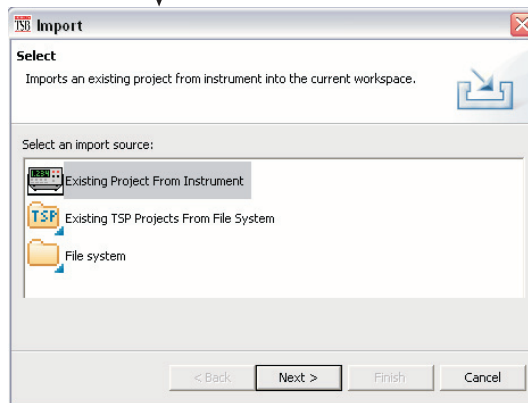 TSB Import
Select
Imports an existing project from instrument into the current workspace.
Select an import source:
Existing Project From Instrument
TSP Existing TSP Projects From File System
File system
< Back Next > Finish Cancel